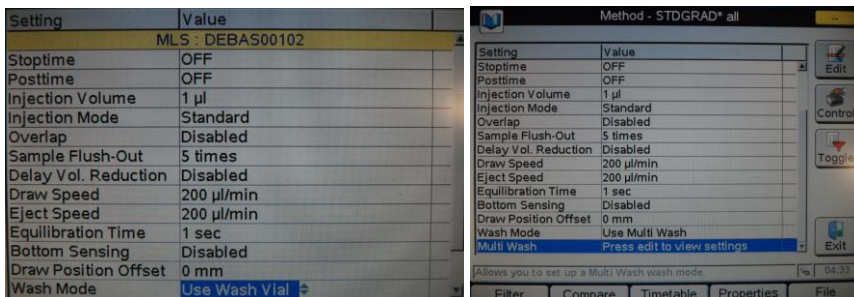 Setting Value
MLS : DEBAS00102
Stoptime OFF
Posttime OFF
Injection Volume 1 µl
Injection Mode Standard
Overlap Disabled
Sample Flush-Out 5 times
Delay Vol. Reduction Disabled
Draw Speed 200 µl/min
Eject Speed 200 µl/min
Equilibration Time 1 sec
Bottom Sensing Disabled
Draw Position Offset 0 mm
Wash Mode Use Wash Vial
Method - STDGRAD* all
--
Setting Value
Stoptime OFF
Posttime OFF
Injection Volume 1 µl
Injection Mode Standard
Overlap Disabled
Sample Flush-Out 5 times
Delay Vol. Reduction Disabled
Draw Speed 200 µl/min
Eject Speed 200 µl/min
Equilibration Time 1 sec
Bottom Sensing Disabled
Draw Position Offset 0 mm
Wash Mode Use Multi Wash
Multi Wash Press edit to view settings
Edit
Control
Toggle
Exit
Allows you to set up a Multi Wash wash mode. 04:33
Filter Compare Timetable Properties File